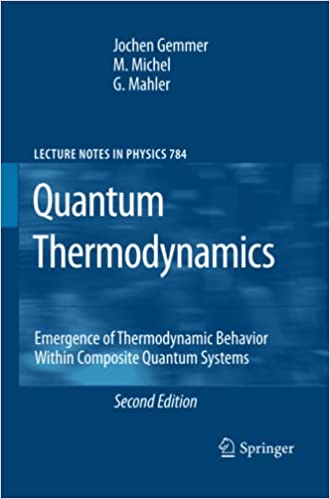 Jochen Gemmer
M. Michel
G. Mahler
LECTURE NOTES IN PHYSICS 784
Quantum
Thermodynamics
Emergence of Thermodynamic Behavior
Within Composite Quantum Systems
Second Edition
Springer